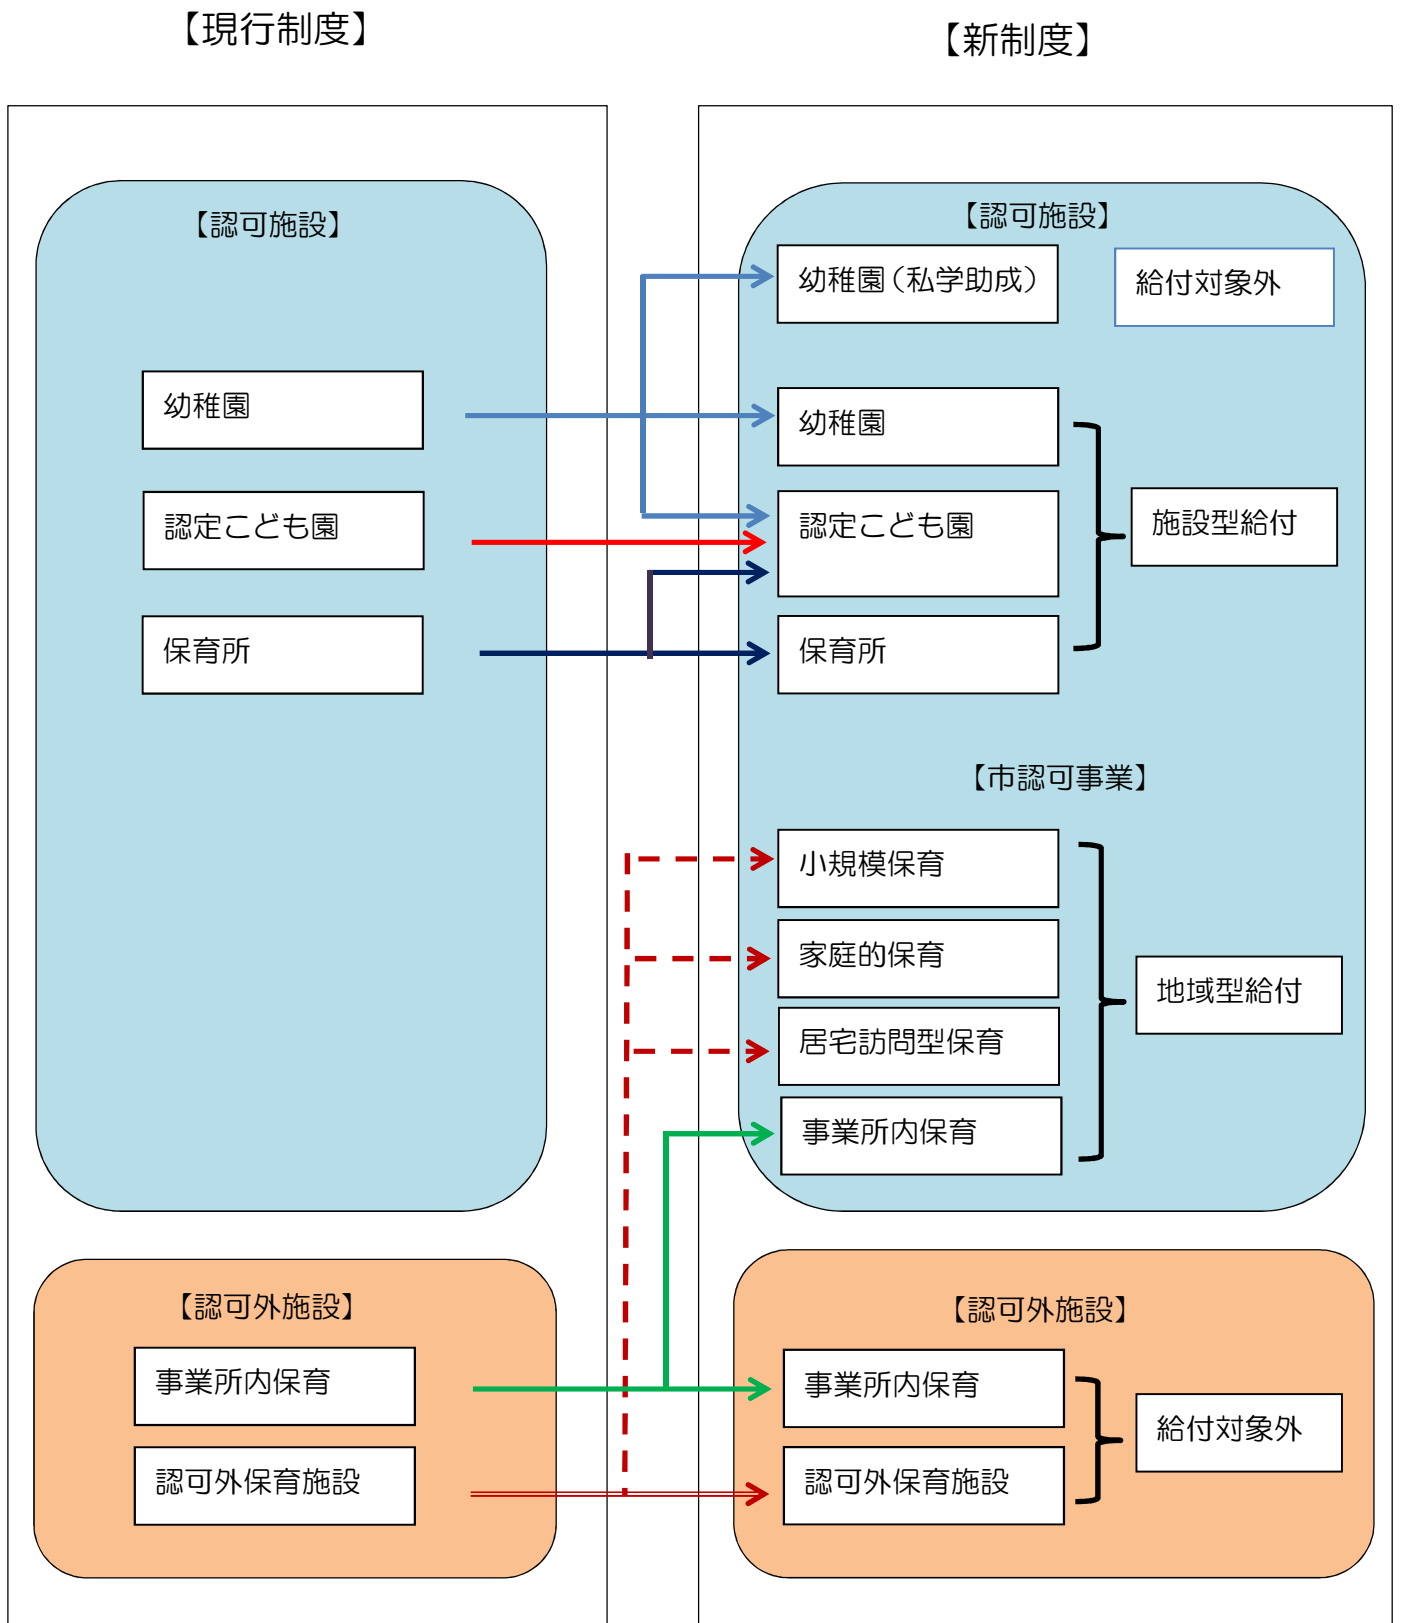 【現行制度】
【認可施設】
幼稚園
認定こども園
保育所
【認可外施設】
事業所内保育
認可外保育施設
【新制度】
【認可施設】
幼稚園(私学助成)
給付対象外
幼稚園
認定こども園
保育所
施設型給付
【市認可事業】
小規模保育
家庭的保育
居宅訪問型保育
事業所内保育
地域型給付
【認可外施設】
事業所内保育
認可外保育施設
給付対象外